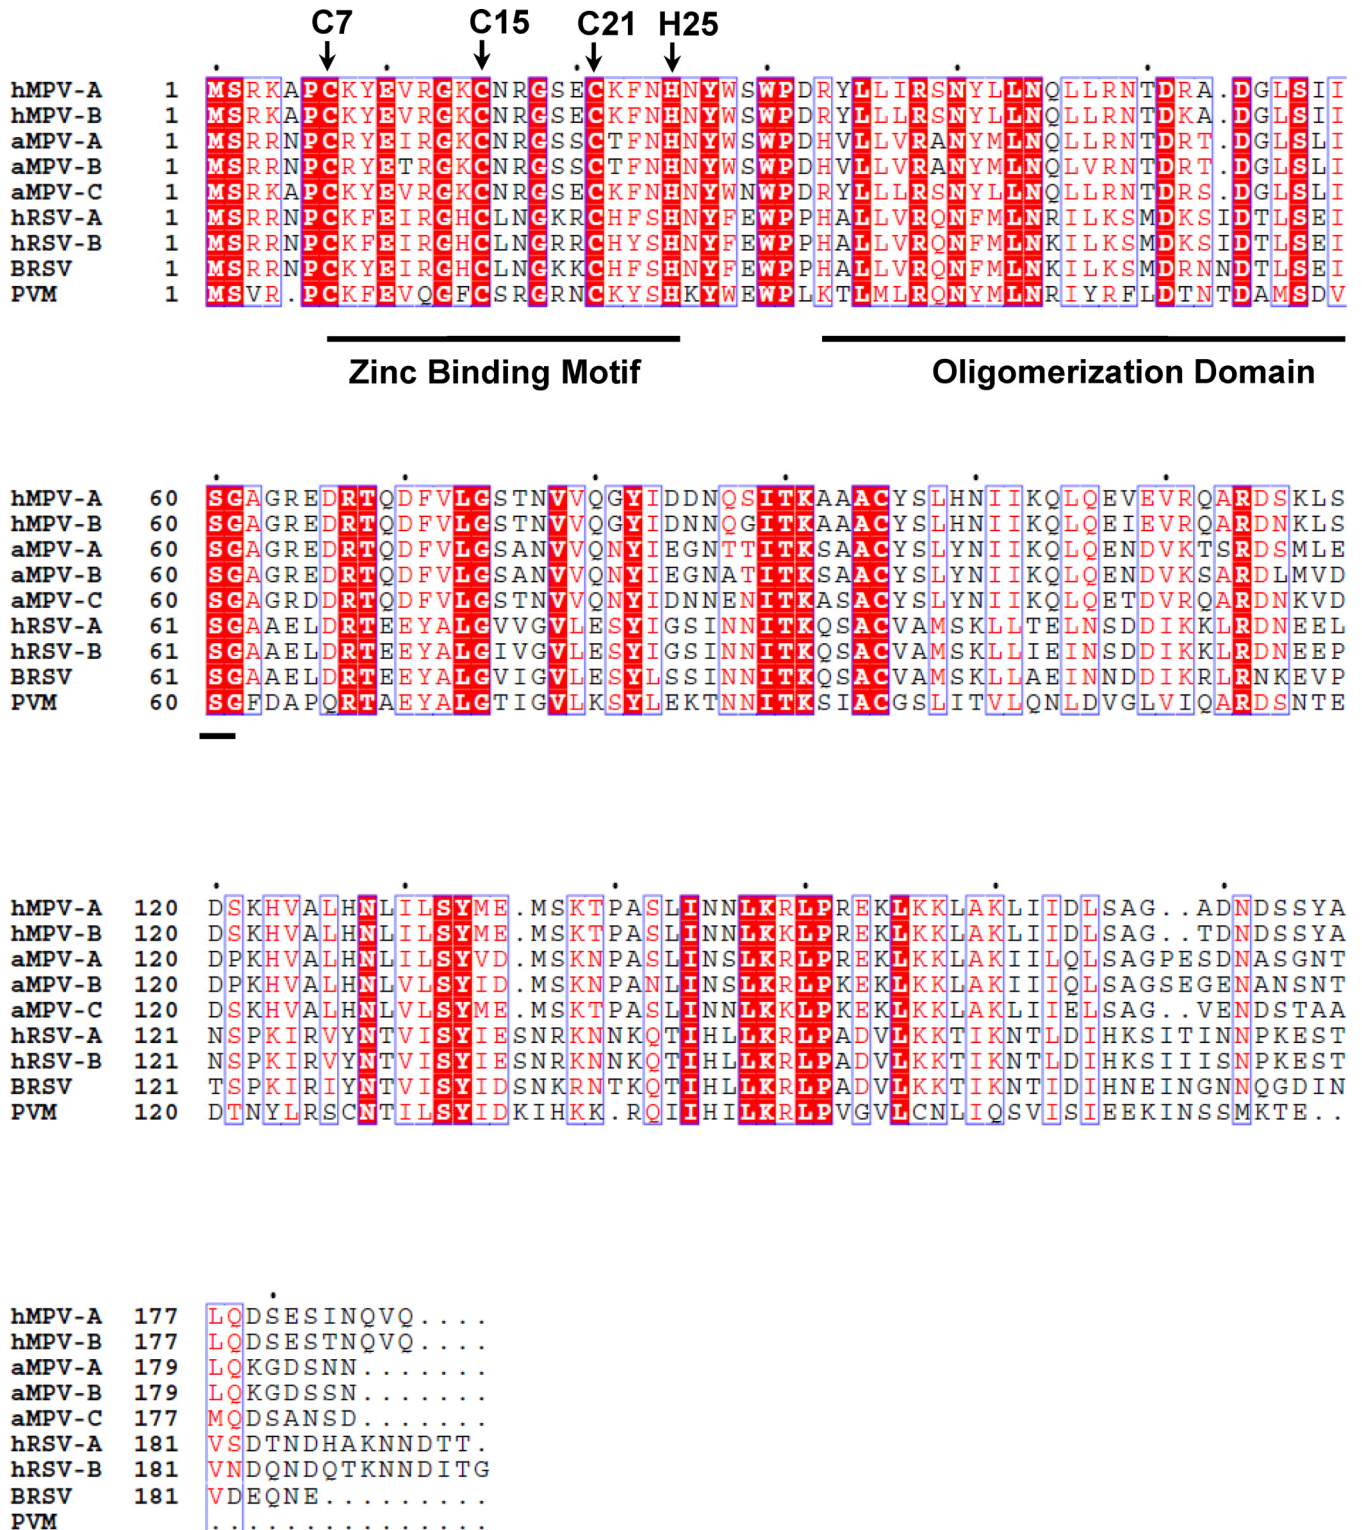 C7 C15 C21 H25
hMPV-A 1 MSRKAPCKYEVRGKCNRGSECKFNHNYWSWPDRYLLIRSNYLLNQLLRNTDRA.DGLSII
hMPV-B 1 MSRKAPCKYEVRGKCNRGSECKFNHNYWSWPDRYLLLRSNYLLNQLLRNTDKA.DGLSII
aMPV-A 1 MSRRNPCRYEIRGKCNRGSSCTFNHNYWSWPDHVLLVRANYMLNQLLRNTDRT.DGLSLI
aMPV-B 1 MSRRNPCRYETRGKCNRGSSCTFNHNYWSWPDHVLLVRANYMLNQLVRNTDRT.DGLSLI
aMPV-C 1 MSRKAPCKYEVRGKCNRGSECKFNHNYWNWPDRYLLLRSNYLLNQLLRNTDRS.DGLSLI
hRSV-A 1 MSRRNPCKFEIRGHCLNGKRCHFSHNYFEWPPHALLVRQNFMLNRILKSMDKSIDTLSEI
hRSV-B 1 MSRRNPCKFEIRGHCLNGRRCHYSHNYFEWPPHALLVRQNFMLNKILKSMDKSIDTLSEI
BRSV 1 MSRRNPCKYEIRGHCLNGKKCHFSHNYFEWPPHALLVRQNFMLNKILKSMDRNNDTLSEI
PVM 1 MSVR.PCKFEVQGFCSRGRNCKYSHKYWEWPLKTLMLRQNYMLNRIYRFLDTNTDAMSDV
Zinc Binding Motif Oligomerization Domain
hMPV-A 60 SGAGREDRTQDFVLGSTNVVQGYIDDNQSITKAAACYSLHNIIKQLQEVEVRQARDSKLS
hMPV-B 60 SGAGREDRTQDFVLGSTNVVQGYIDNNQGITKAAACYSLHNIIKQLQEIEVRQARDNKLS
aMPV-A 60 SGAGREDRTQDFVLGSANVVQNYIEGNTTITKSAACYSLYNIIKQLQENDVKTSRDSMLE
aMPV-B 60 SGAGREDRTQDFVLGSANVVQNYIEGNATITKSAACYSLYNIIKQLQENDVKSARDLMVD
aMPV-C 60 SGAGRDDRTQDFVLGSTNVVQNYIDNNENITKASACYSLYNIIKQLQETDVRQARDNKVD
hRSV-A 61 SGAAELDRTEEYALGVVGVLESYIGSINNITKQSACVAMSKLLTELNSDDIKKLRDNEEL
hRSV-B 61 SGAAELDRTEEYALGIVGVLESYIGSINNITKQSACVAMSKLLIEINSDDIKKLRDNEEP
BRSV 61 SGAAELDRTEEYALGVIGVLESYLSSINNITKQSACVAMSKLLAEINNDDIKRLRNKEVP
PVM 60 SGFDAPQRTAEYALGTIGVLKSYLEKTNNITKSIACGSLITVLQNLDVGLVIQARDSNTE
hMPV-A 120 DSKHVALHNLILSYME.MSKTPASLINNLKRLPREKLKKLAKLIIDLSAG..ADNDSSYA
hMPV-B 120 DSKHVALHNLILSYME.MSKTPASLINNLKKLPREKLKKLAKLIIDLSAG..TDNDSSYA
aMPV-A 120 DPKHVALHNLILSYVD.MSKNPASLINSLKRLPREKLKKLAKIILQLSAGPESDNASGNT
aMPV-B 120 DPKHVALHNLVLSYID.MSKNPANLINSLKRLPKEKLKKLAKIIIQLSAGSEGENANSNT
aMPV-C 120 DSKHVALHNLVLSYME.MSKTPASLINNLKKLPKEKLKKLAKLIIELSAG..VENDSTAA
hRSV-A 121 NSPKIRVYNTVISYIESNRKNNKQTIHLLKRLPADVLKKTIKNTLDIHKSITINNPKEST
hRSV-B 121 NSPKIRVYNTVISYIESNRKNNKQTIHLLKRLPADVLKKTIKNTLDIHKSIIISNPKEST
BRSV 121 TSPKIRIYNTVISYIDSNKRNTKQTIHLLKRLPADVLKKTIKNTIDIHNEINGNNQGDIN
PVM 120 DTNYLRSCNTILSYIDKIHKK.RQIIHILKRLPVGVLCNLIQSVISIEEKINSSMKTE..
hMPV-A 177 LQDSESINQVQ....
hMPV-B 177 LQDSESTNQVQ....
aMPV-A 179 LQKGDSNN.......
aMPV-B 179 LQKGDSSN.......
aMPV-C 177 MQDSANSD.......
hRSV-A 181 VSDTNDHAKNNDTT.
hRSV-B 181 VNDQNDQTKNNDITG
BRSV 181 VDEQNE.........
PVM ...............